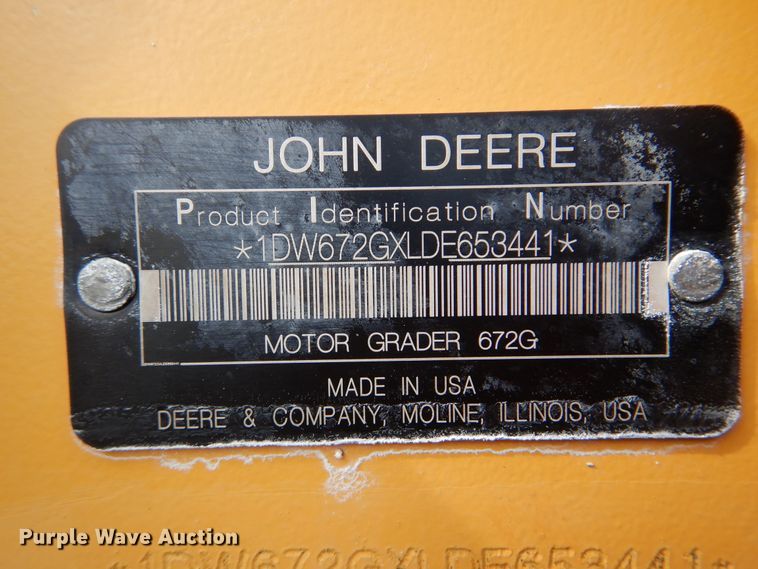 JOHN DEERE
Product Identification Number
*1DW672GXLDE653441*
MOTOR GRADER 672G
MADE IN USA
DEERE & COMPANY, MOLINE, ILLINOIS, USA
Purple Wave Auction
*1DW672GXLDE653441*